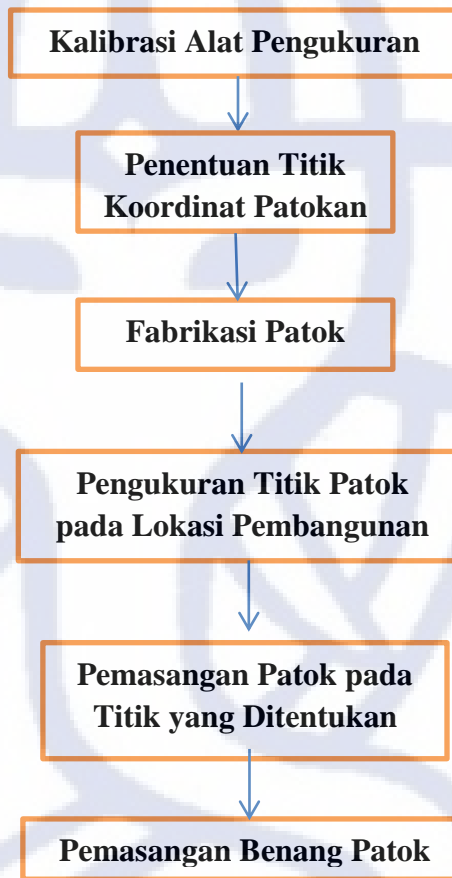 Kalibrasi Alat Pengukuran
Penentuan Titik
Koordinat Patokan
Fabrikasi Patok
Pengukuran Titik Patok
pada Lokasi Pembangunan
Pemasangan Patok pada
Titik yang Ditentukan
Pemasangan Benang Patok